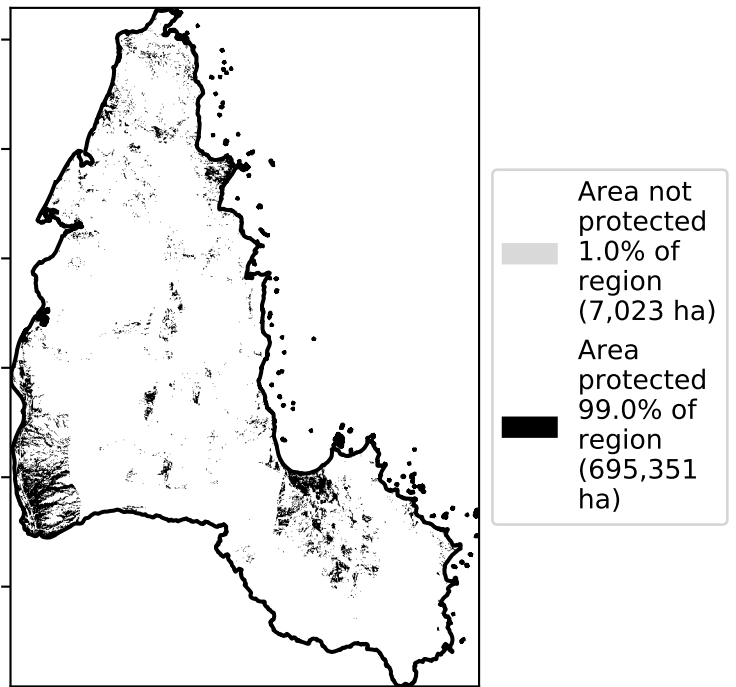 Area not
protected
1.0% of
region
(7,023 ha)
Area
protected
99.0% of
region
(695,351
ha)